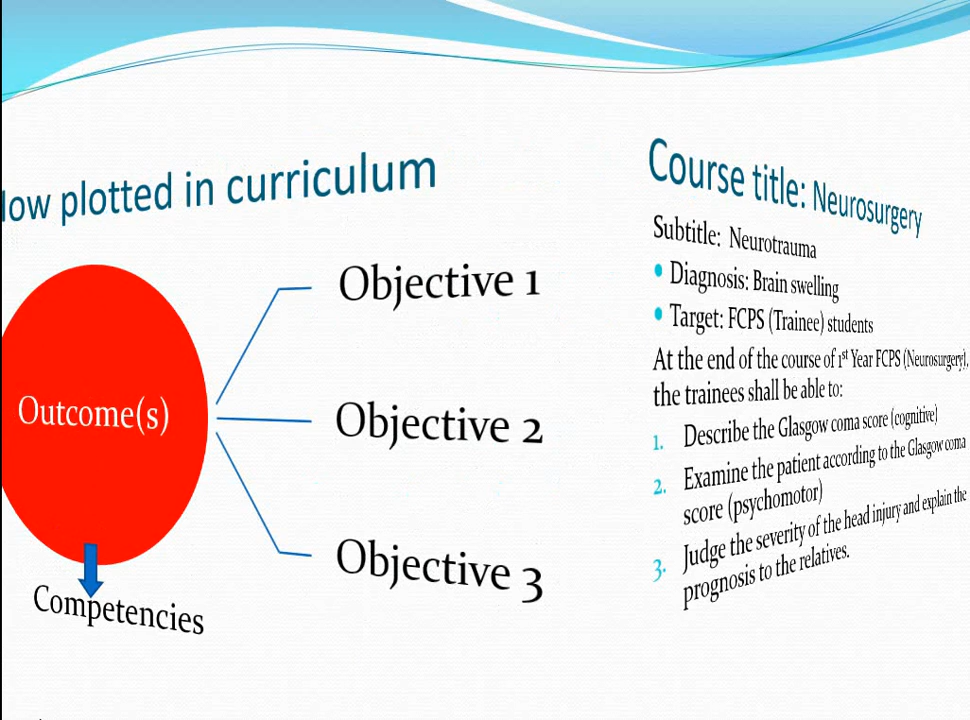 How plotted in curriculum
Outcome(s)
Competencies
Objective 1
Objective 2
Objective 3
Course title: Neurosurgery
Subtitle: Neurotrauma
• Diagnosis: Brain swelling
• Target: FCPS (Trainee) students
At the end of the course of 1st Year FCPS (Neurosurgery),
the trainees shall be able to:
1. Describe the Glasgow coma score (cognitive)
2. Examine the patient according to the Glasgow coma
score (psychomotor)
3. Judge the severity of the head injury and explain the
prognosis to the relatives.